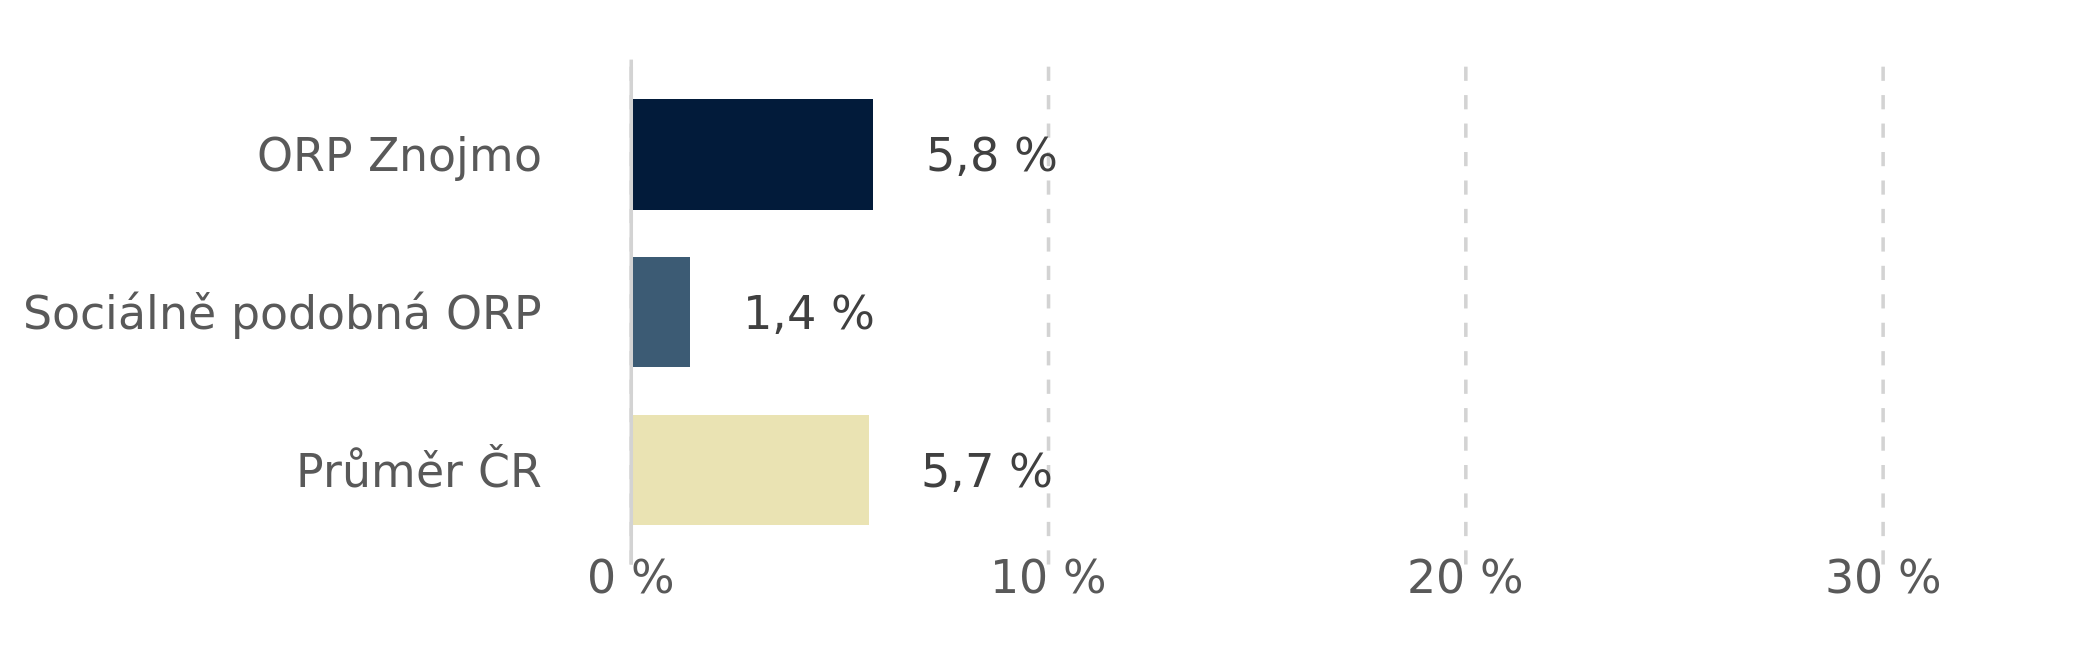 ORP Znojmo 5,8 %
Sociálně podobná ORP 1,4 %
Průměr ČR 5,7 %
0 % 10 % 20 % 30 %